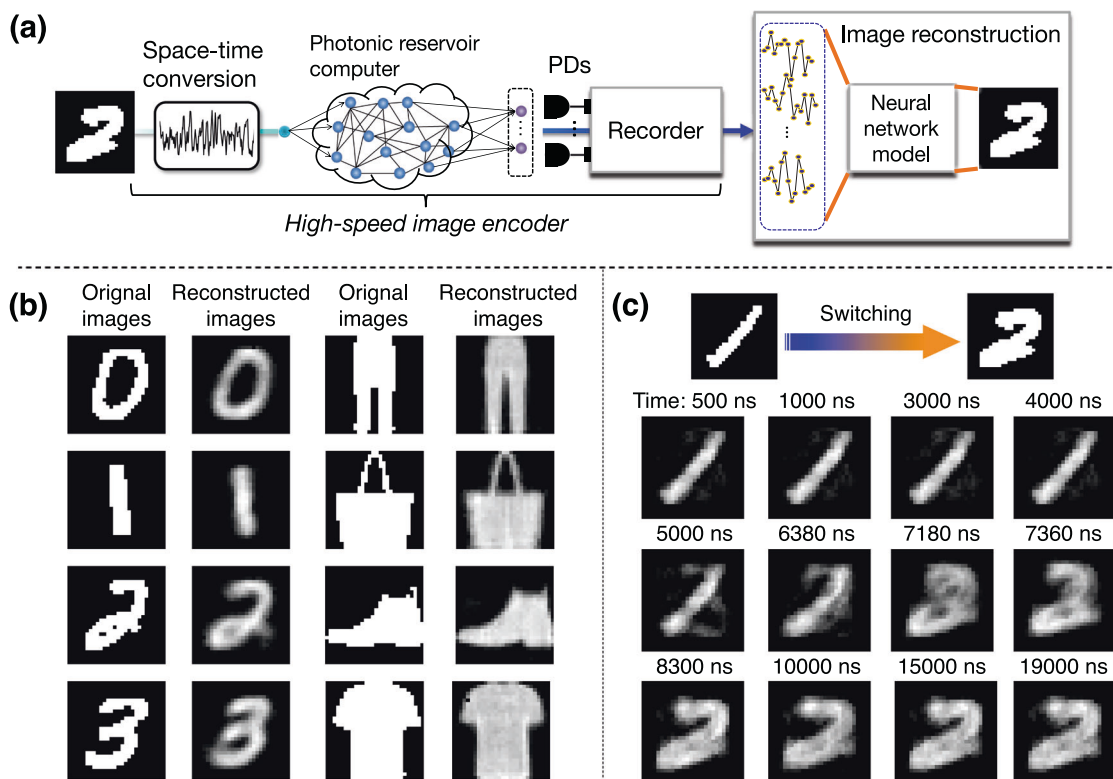 (a)
Space-time
conversion
Photonic reservoir
computer
PDs
Recorder
Image reconstruction
Neural
network
model
High-speed image encoder
(b)
Orignal
images
Reconstructed
images
Orignal
images
Reconstructed
images
(c)
Switching
Time: 500 ns 1000 ns 3000 ns 4000 ns
5000 ns 6380 ns 7180 ns 7360 ns
8300 ns 10000 ns 15000 ns 19000 ns